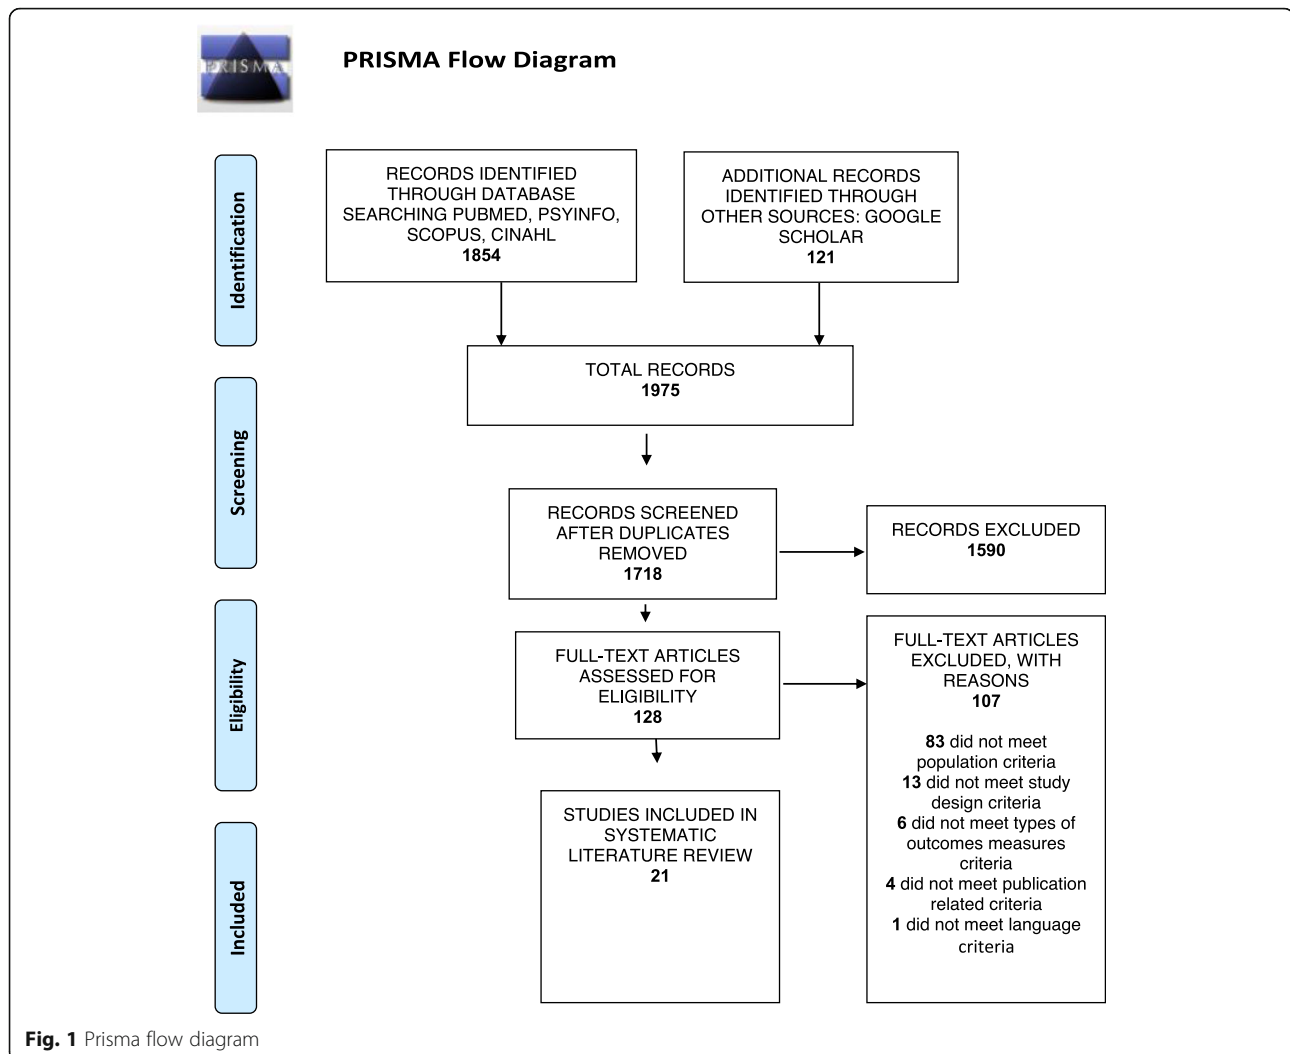 PRISMA
PRISMA Flow Diagram
Identification
RECORDS IDENTIFIED
THROUGH DATABASE
SEARCHING PUBMED, PSYINFO,
SCOPUS, CINAHL
1854
ADDITIONAL RECORDS
IDENTIFIED THROUGH
OTHER SOURCES: GOOGLE
SCHOLAR
121
TOTAL RECORDS
1975
Screening
RECORDS SCREENED
AFTER DUPLICATES
REMOVED
1718
RECORDS EXCLUDED
1590
Eligibility
FULL-TEXT ARTICLES
ASSESSED FOR
ELIGIBILITY
128
FULL-TEXT ARTICLES
EXCLUDED, WITH
REASONS
107
83 did not meet
population criteria
13 did not meet study
design criteria
6 did not meet types of
outcomes measures
criteria
4 did not meet publication
related criteria
1 did not meet language
criteria
Included
STUDIES INCLUDED IN
SYSTEMATIC
LITERATURE REVIEW
21
Fig. 1 Prisma flow diagram